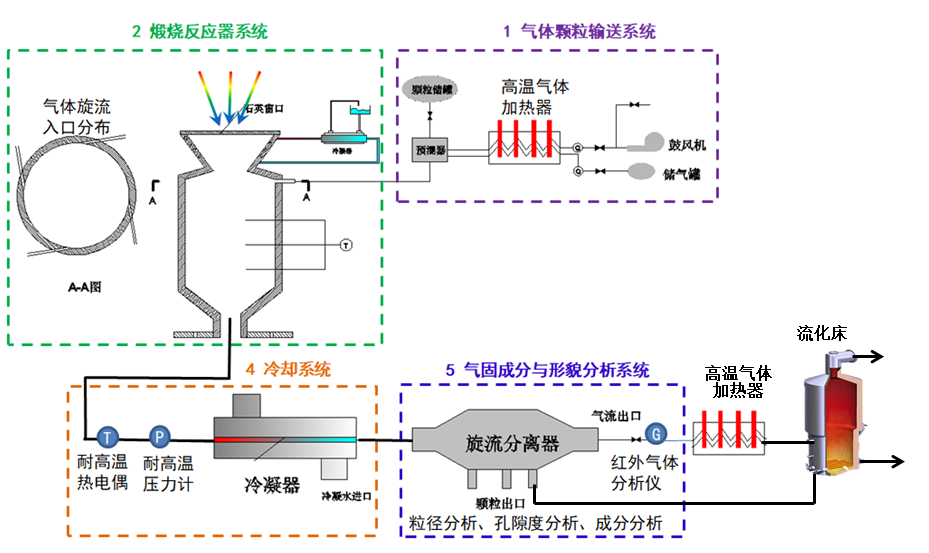 2 煅烧反应器系统
1 气体颗粒输送系统
气体旋流
入口分布
石英窗口
冷凝器
A
A
T
A-A图
颗粒储罐
高温气体
加热器
预混器
Q
Q
鼓风机
储气罐
4 冷却系统
T
P
耐高温
热电偶
耐高温
压力计
冷凝器
冷凝水进口
5 气固成分与形貌分析系统
旋流分离器
气流出口
G
红外气体
分析仪
颗粒出口
粒径分析、孔隙度分析、成分分析
高温气体
加热器
流化床